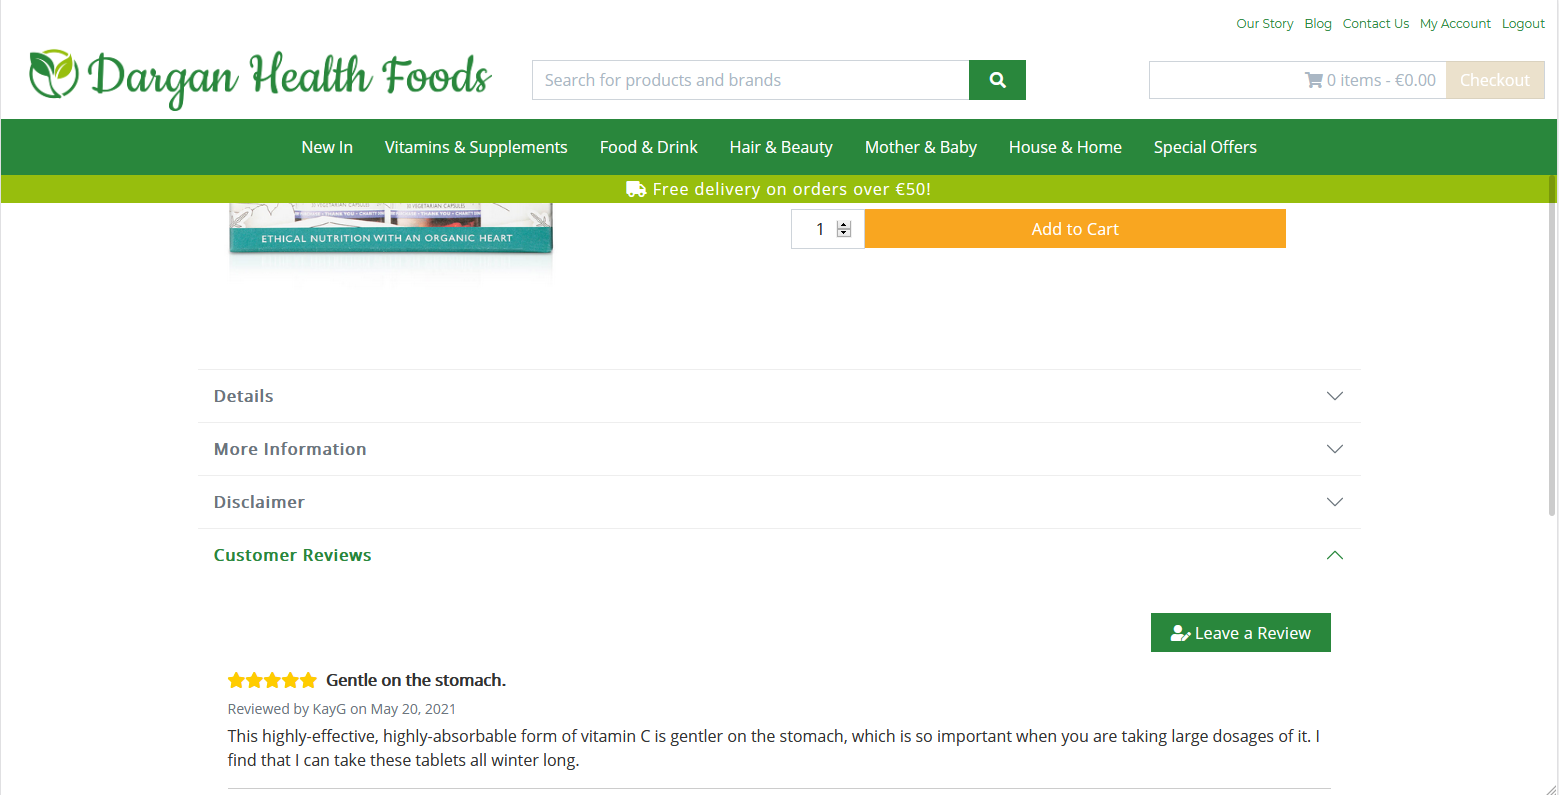 Our Story Blog Contact Us My Account Logout
Dargan Health Foods
Search for products and brands
0 items - €0.00 Checkout
New In Vitamins & Supplements Food & Drink Hair & Beauty Mother & Baby House & Home Special Offers
Free delivery on orders over €50!
ETHICAL NUTRITION WITH AN ORGANIC HEART
1 Add to Cart
Details
More Information
Disclaimer
Customer Reviews
Leave a Review
Gentle on the stomach.
Reviewed by KayG on May 20, 2021
This highly-effective, highly-absorbable form of vitamin C is gentler on the stomach, which is so important when you are taking large dosages of it. I
find that I can take these tablets all winter long.